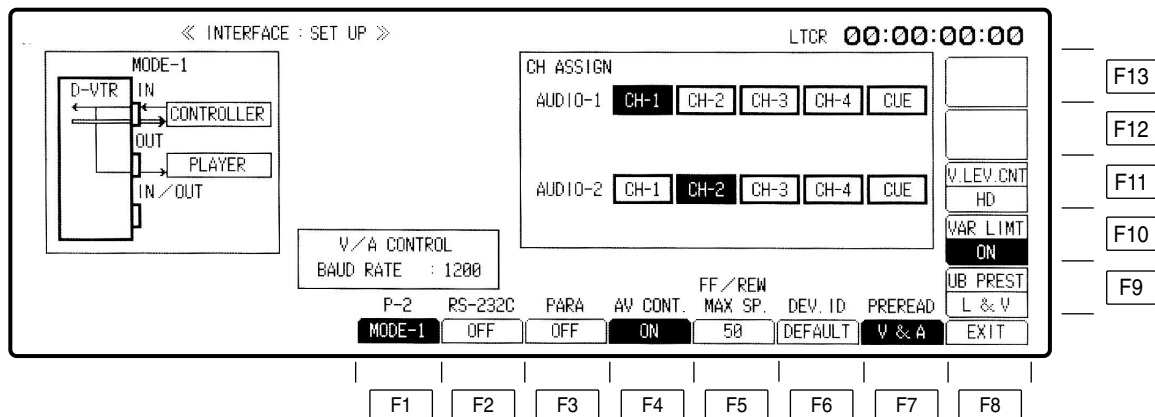 ≪ INTERFACE : SET UP ≫
LTCR 00:00:00:00
MODE-1
D-VTR IN
CONTROLLER
OUT
PLAYER
IN/OUT
CH ASSIGN
AUDIO-1 CH-1 CH-2 CH-3 CH-4 CUE
AUDIO-2 CH-1 CH-2 CH-3 CH-4 CUE
V/A CONTROL
BAUD RATE : 1200
V.LEV.CNT
HD
VAR LIMT
ON
UB PREST
L & V
FF/REW
P-2 RS-232C PARA AV CONT. MAX SP. DEV.ID PREREAD
MODE-1 OFF OFF ON 50 DEFAULT V & A EXIT
F13
F12
F11
F10
F9
F1 F2 F3 F4 F5 F6 F7 F8